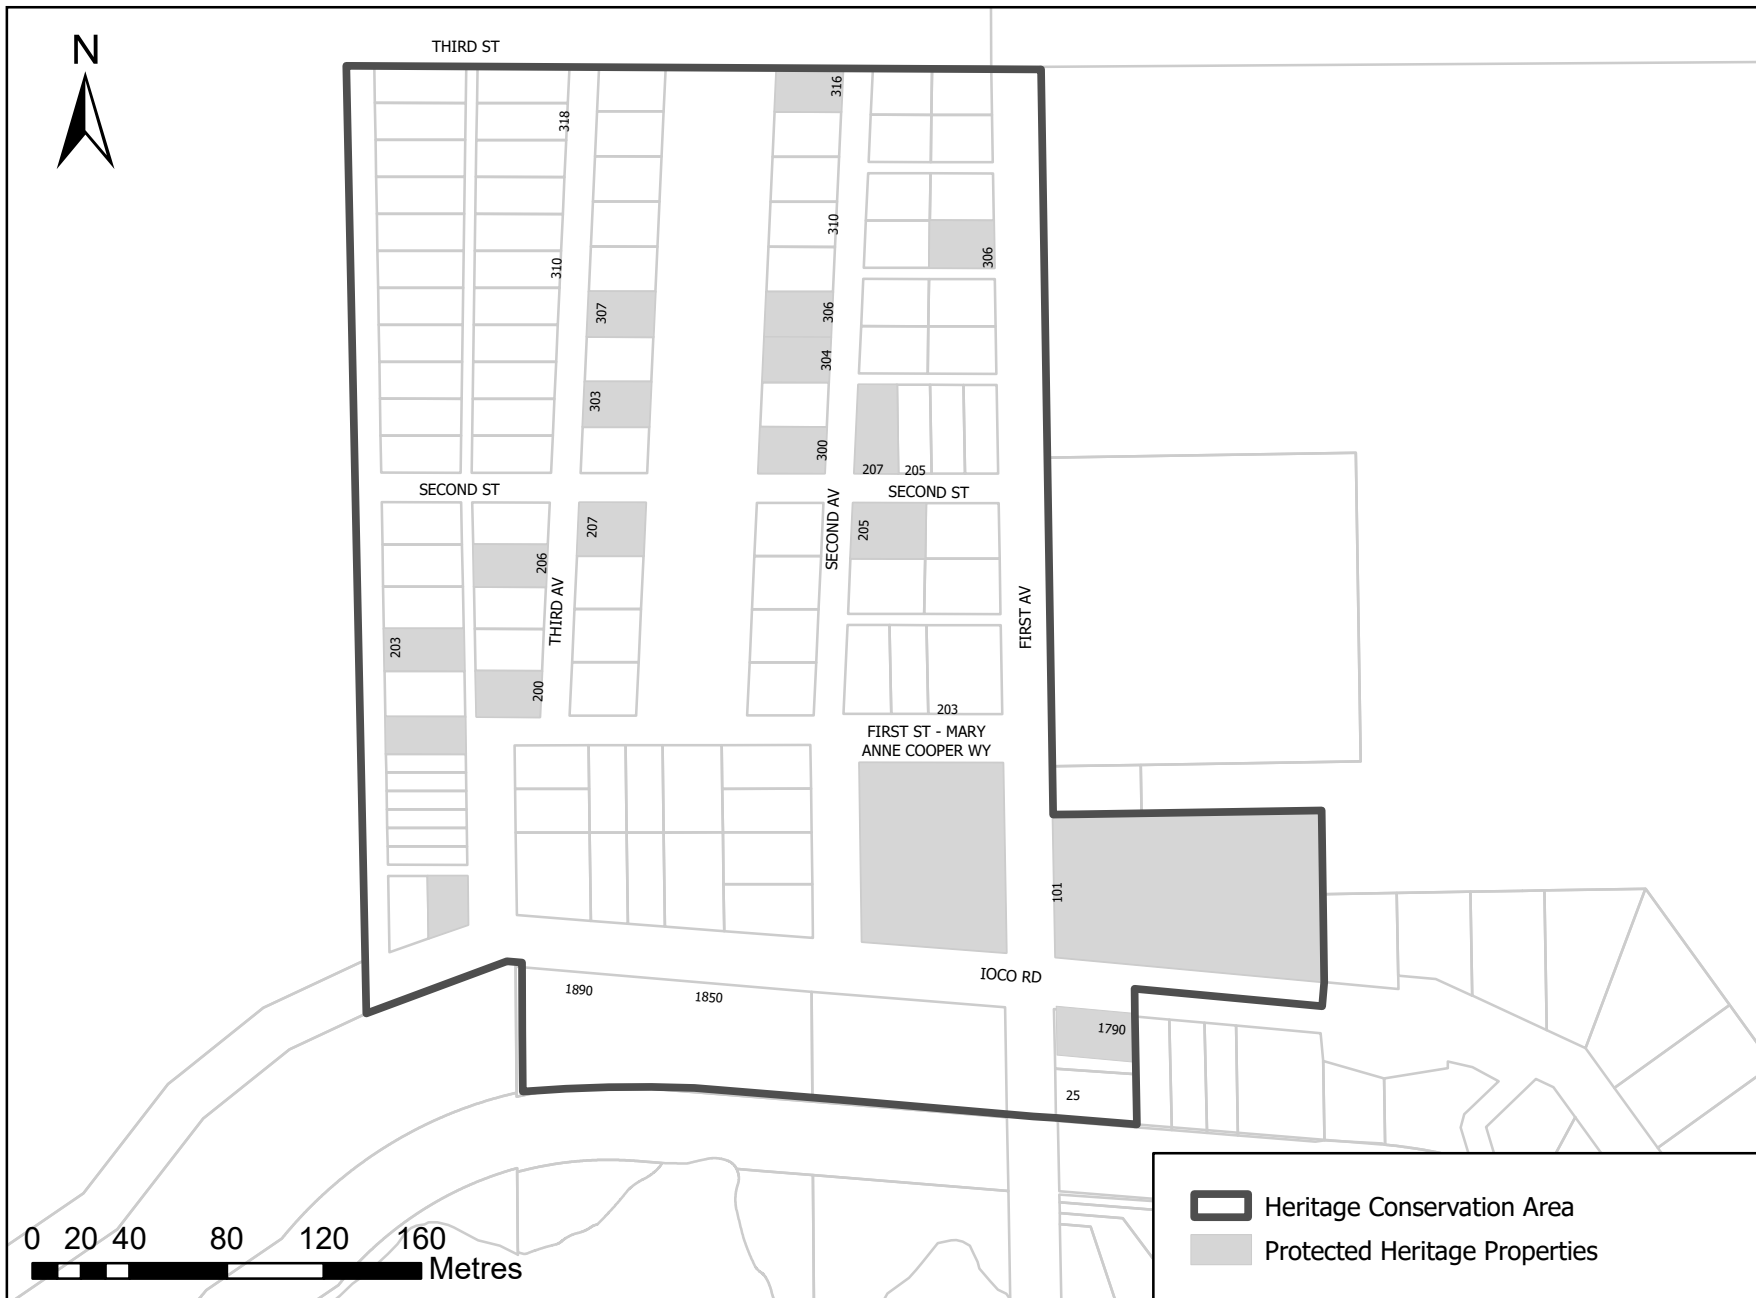 THIRD ST
N
316
318
310
306
310
307
306
304
303
300
207
205
SECOND ST
SECOND ST
207
205
SECOND AV
206
THIRD AV
FIRST AV
203
200
203
FIRST ST - MARY
ANNE COOPER WY
101
IOCO RD
1890
1850
1790
25
0 20 40 80 120 160
Metres
Heritage Conservation Area
Protected Heritage Properties